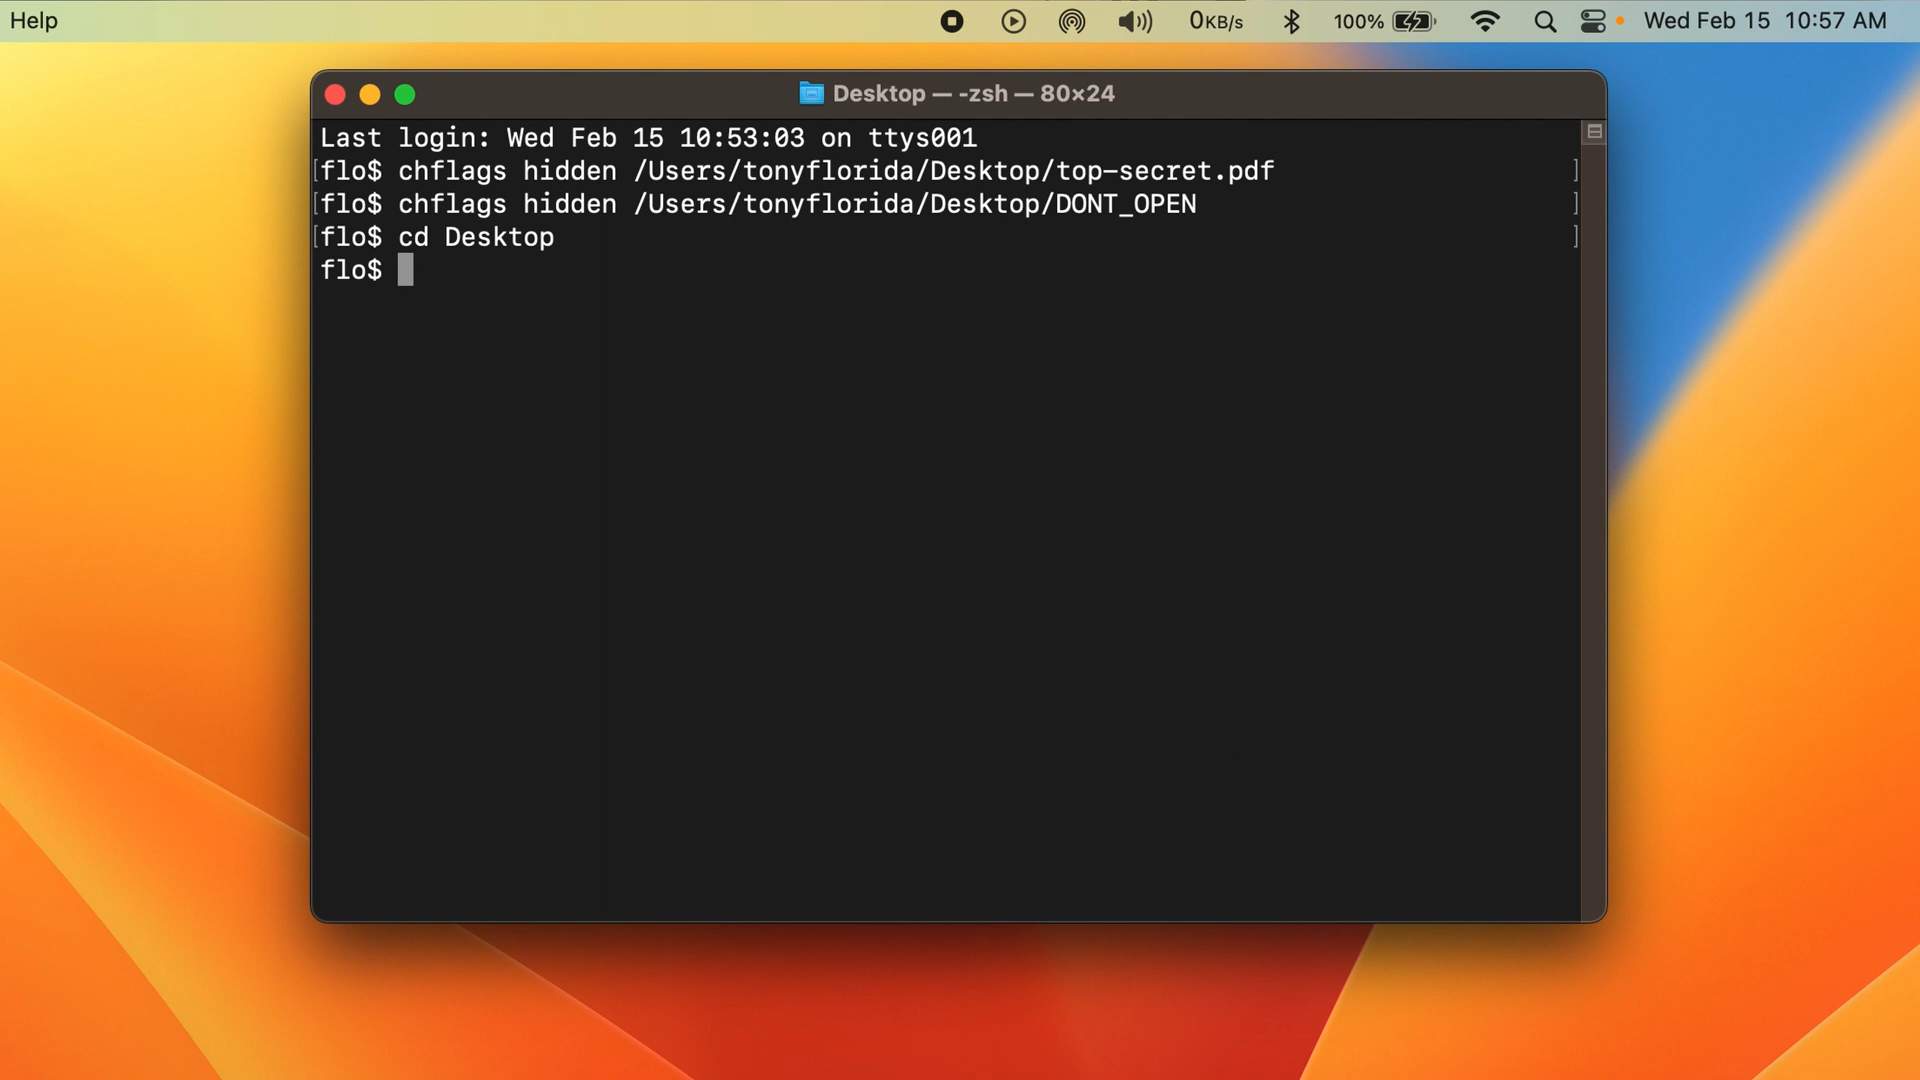 Help 0KB/s 100% Wed Feb 15 10:57 AM
Desktop — -zsh — 80×24
Last login: Wed Feb 15 10:53:03 on ttys001
[flo$ chflags hidden /Users/tonyflorida/Desktop/top-secret.pdf ]
[flo$ chflags hidden /Users/tonyflorida/Desktop/DONT_OPEN ]
[flo$ cd Desktop ]
flo$